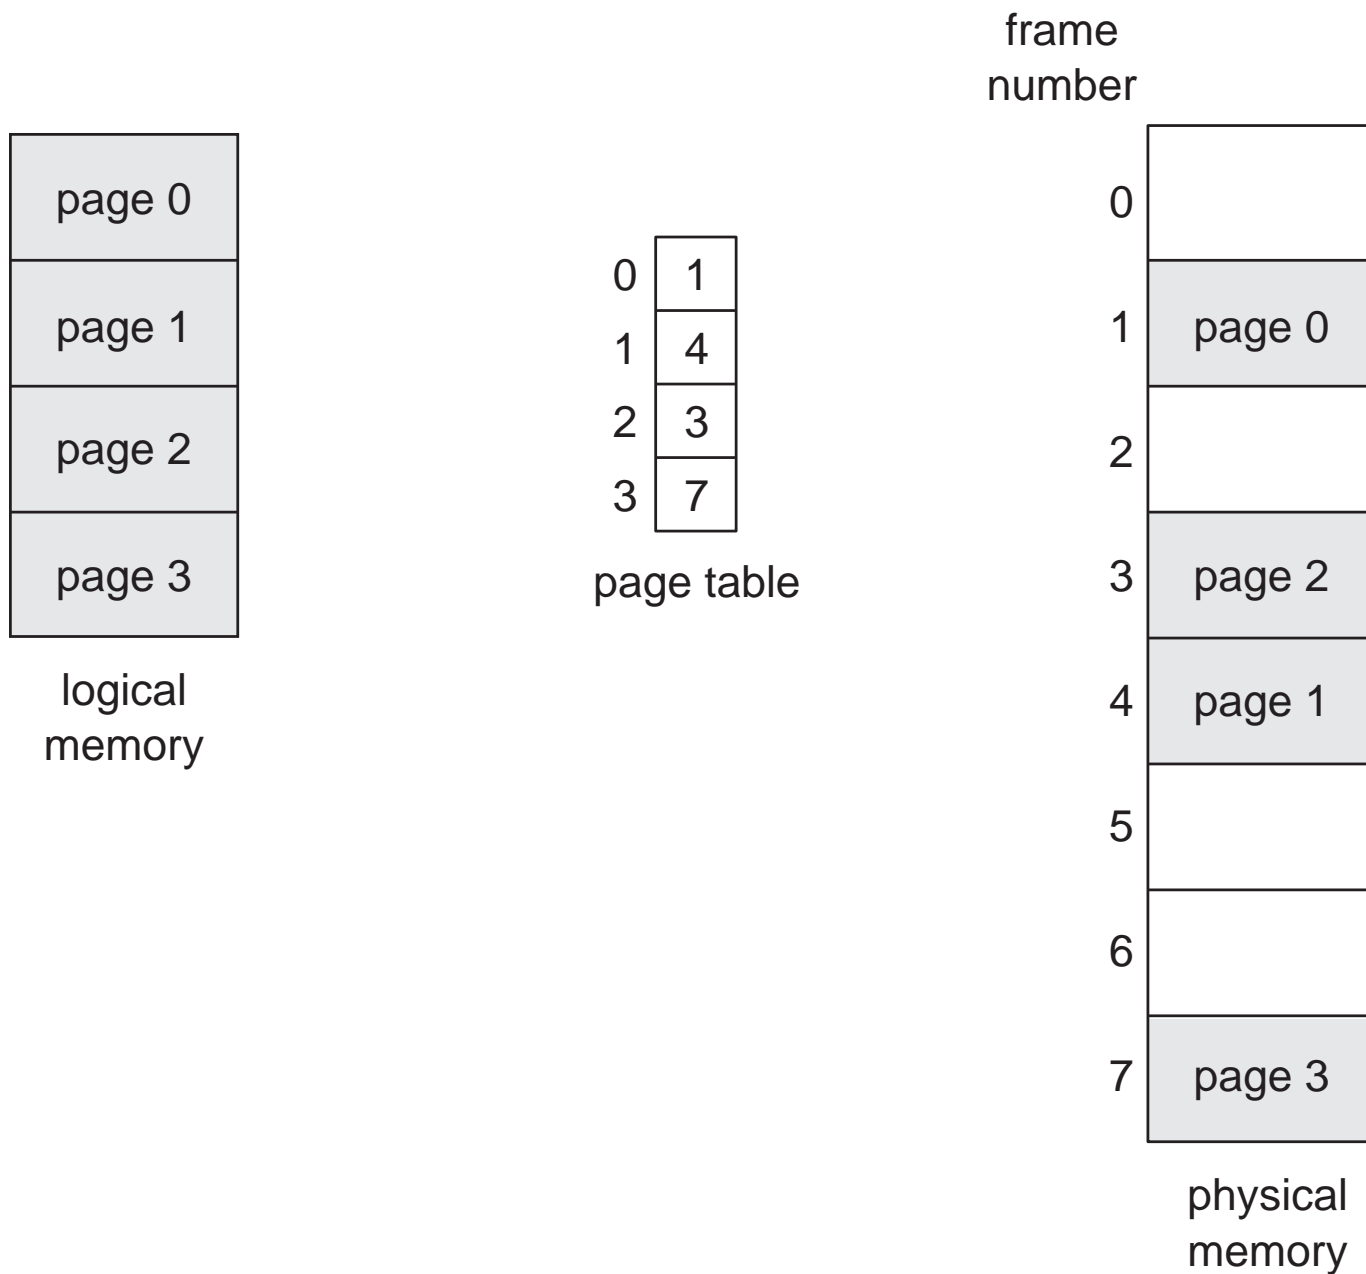 page 0
page 1
page 2
page 3
logical
memory
0 1
1 4
2 3
3 7
page table
frame
number
0
1 page 0
2
3 page 2
4 page 1
5
6
7 page 3
physical
memory